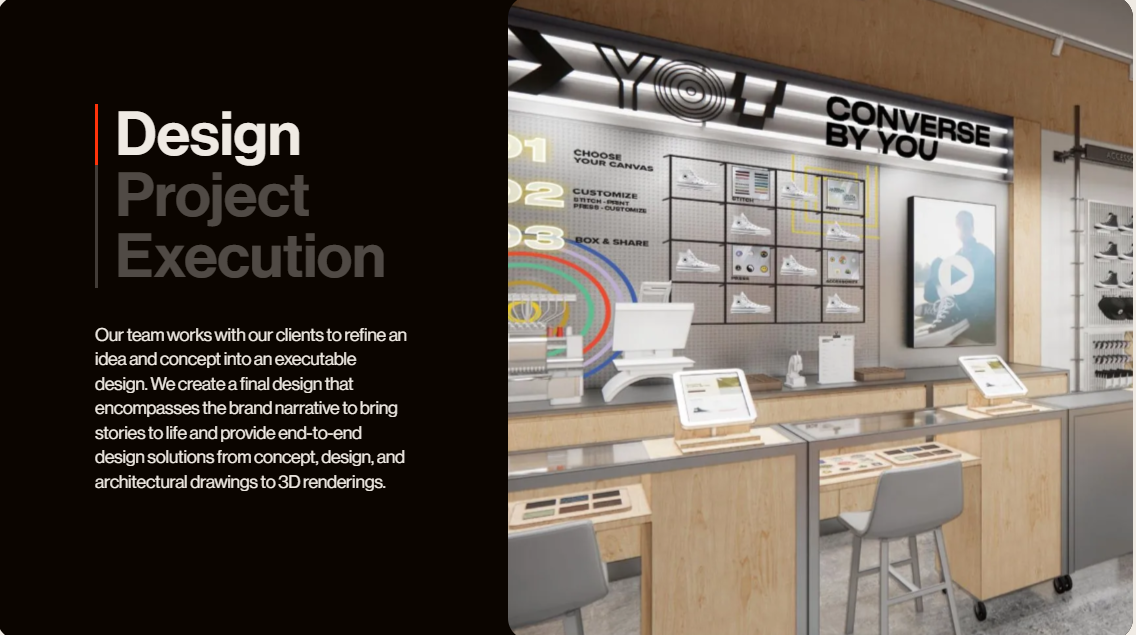 Design
Project
Execution
Our team works with our clients to refine an
idea and concept into an executable
design. We create a final design that
encompasses the brand narrative to bring
stories to life and provide end-to-end
design solutions from concept, design, and
architectural drawings to 3D renderings.
YOU
CONVERSE
BY YOU
01
CHOOSE
YOUR CANVAS
02
CUSTOMIZE
STITCH - PRINT
PRESS - CUSTOMIZE
03
BOX & SHARE
STITCH
PRINT
PRESS